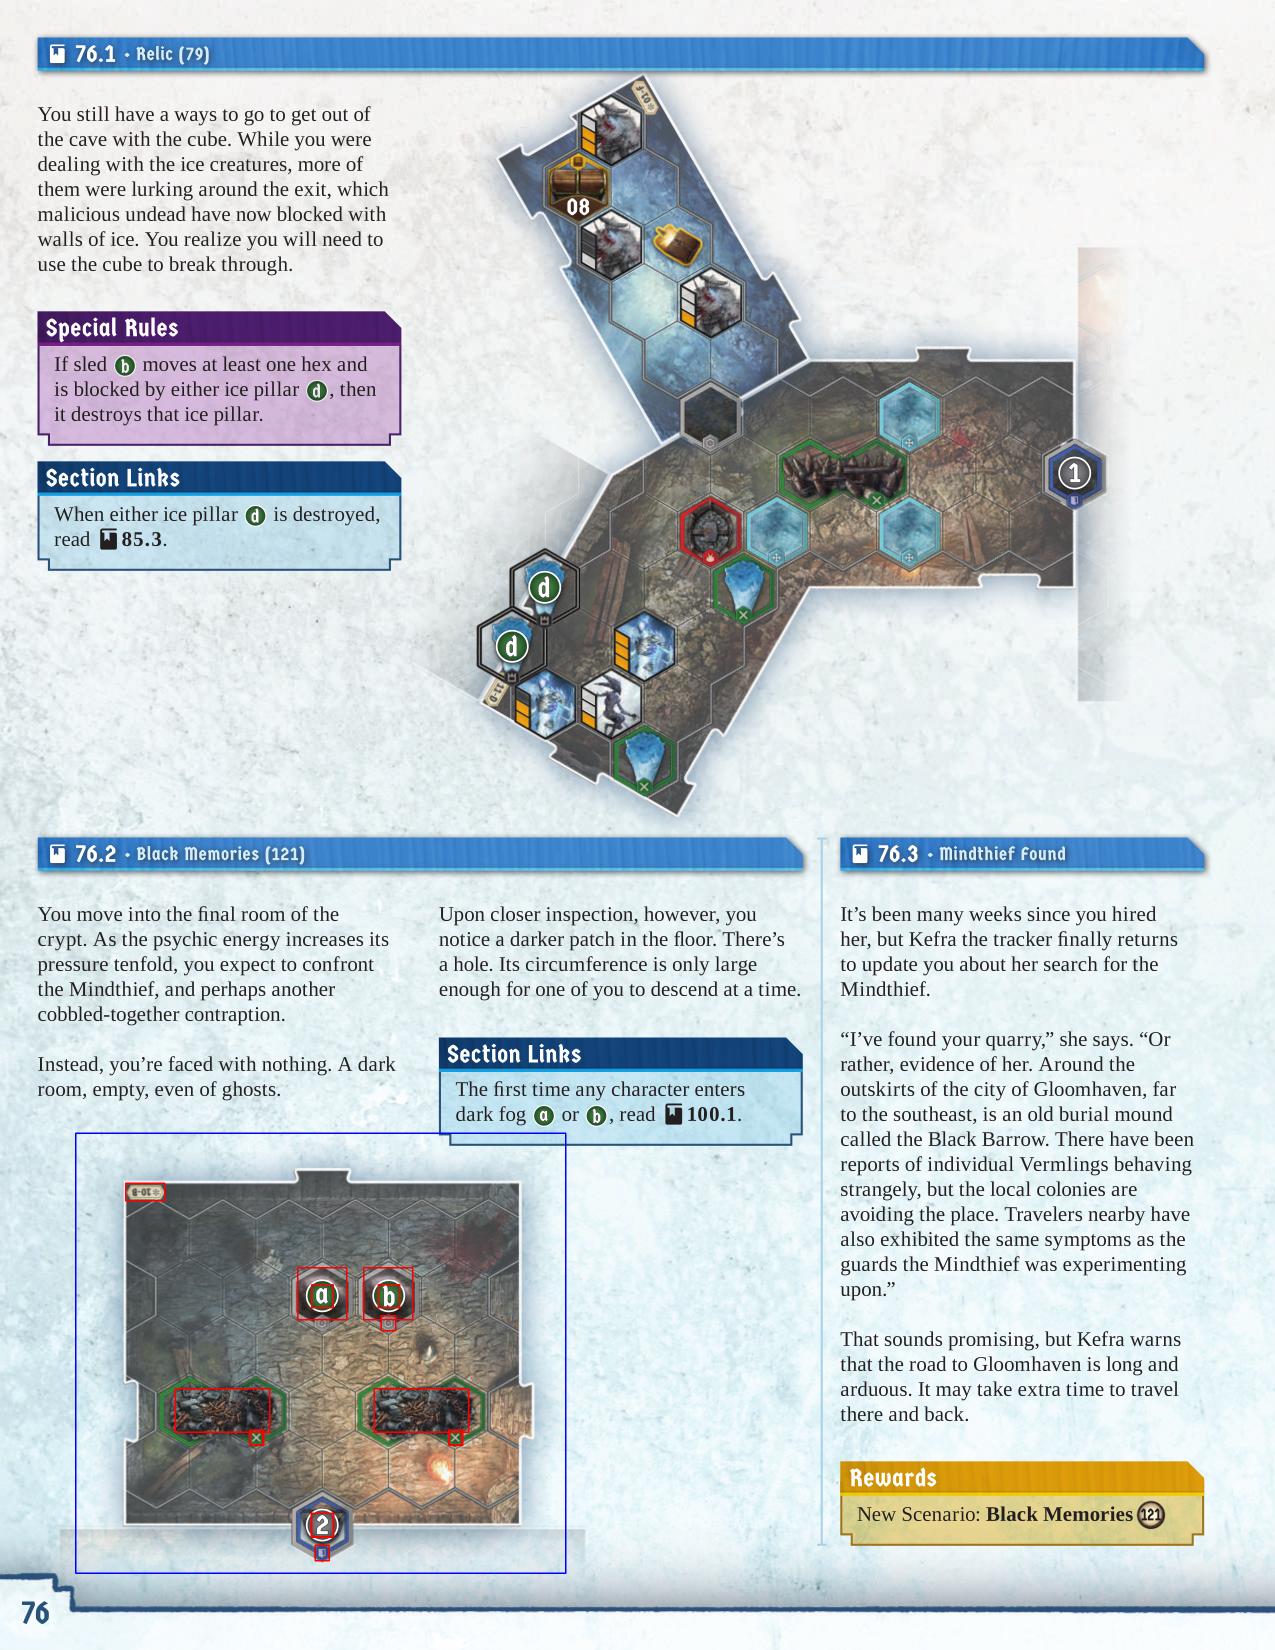 76.1 · Relic (79)
You still have a ways to go to get out of
the cave with the cube. While you were
dealing with the ice creatures, more of
them were lurking around the exit, which
malicious undead have now blocked with
walls of ice. You realize you will need to
use the cube to break through.
Special Rules
If sled b moves at least one hex and
is blocked by either ice pillar d, then
it destroys that ice pillar.
Section Links
When either ice pillar d is destroyed,
read 85.3.
01-F
08
1
d
d
11-D
76.2 · Black Memories (121)
You move into the final room of the
crypt. As the psychic energy increases its
pressure tenfold, you expect to confront
the Mindthief, and perhaps another
cobbled-together contraption.
Instead, you’re faced with nothing. A dark
room, empty, even of ghosts.
Upon closer inspection, however, you
notice a darker patch in the floor. There’s
a hole. Its circumference is only large
enough for one of you to descend at a time.
Section Links
The first time any character enters
dark fog a or b, read 100.1.
10-B
a b
2
76.3 · Mindthief Found
It’s been many weeks since you hired
her, but Kefra the tracker finally returns
to update you about her search for the
Mindthief.
“I’ve found your quarry,” she says. “Or
rather, evidence of her. Around the
outskirts of the city of Gloomhaven, far
to the southeast, is an old burial mound
called the Black Barrow. There have been
reports of individual Vermlings behaving
strangely, but the local colonies are
avoiding the place. Travelers nearby have
also exhibited the same symptoms as the
guards the Mindthief was experimenting
upon.”
That sounds promising, but Kefra warns
that the road to Gloomhaven is long and
arduous. It may take extra time to travel
there and back.
Rewards
New Scenario: Black Memories 121
76